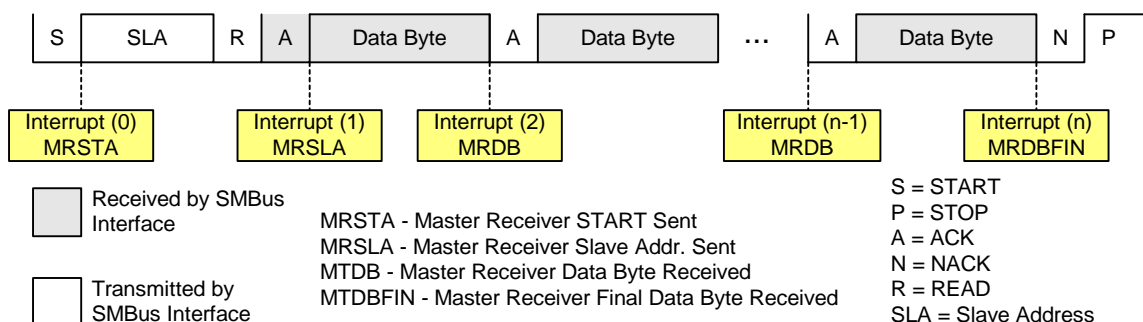 S SLA R A Data Byte A Data Byte ... A Data Byte N P
Interrupt (0)
MRSTA
Interrupt (1)
MRSLA
Interrupt (2)
MRDB
Interrupt (n-1)
MRDB
Interrupt (n)
MRDBFIN
Received by SMBus
Interface
Transmitted by
SMBus Interface
MRSTA - Master Receiver START Sent
MRSLA - Master Receiver Slave Addr. Sent
MTDB - Master Receiver Data Byte Received
MTDBFIN - Master Receiver Final Data Byte Received
S = START
P = STOP
A = ACK
N = NACK
R = READ
SLA = Slave Address